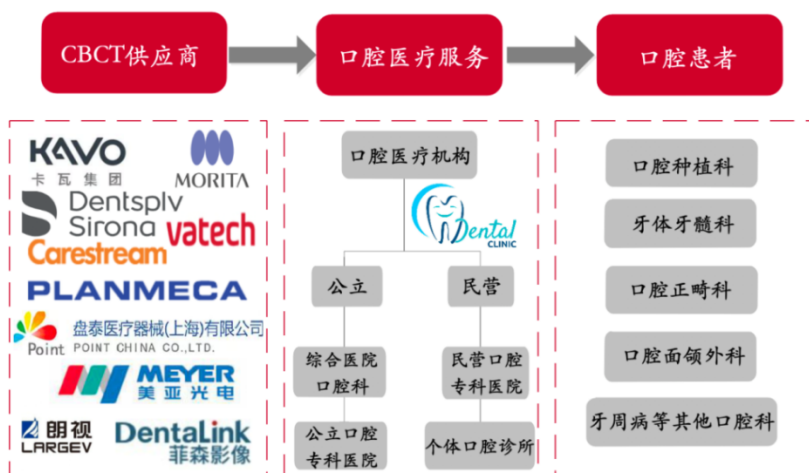 CBCT供应商
口腔医疗服务
口腔患者
KAVO
卡瓦集团
MORITA
Dentsplv
Sirona
vatech
Carestream
PLANMECA
Point
盘泰医疗器械(上海)有限公司
POINT CHINA CO.,LTD.
MEYER
美亚光电
朗视
LARGEV
DentaLink
菲森影像
口腔医疗机构
Dental
CLINIC
公立
民营
综合医院
口腔科
民营口腔
专科医院
公立口腔
专科医院
个体口腔诊所
口腔种植科
牙体牙髓科
口腔正畸科
口腔面颌外科
牙周病等其他口腔科